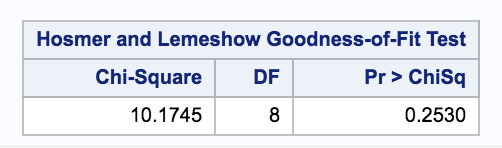 Hosmer and Lemeshow Goodness-of-Fit Test
Chi-Square DF Pr > ChiSq
10.1745 8 0.2530